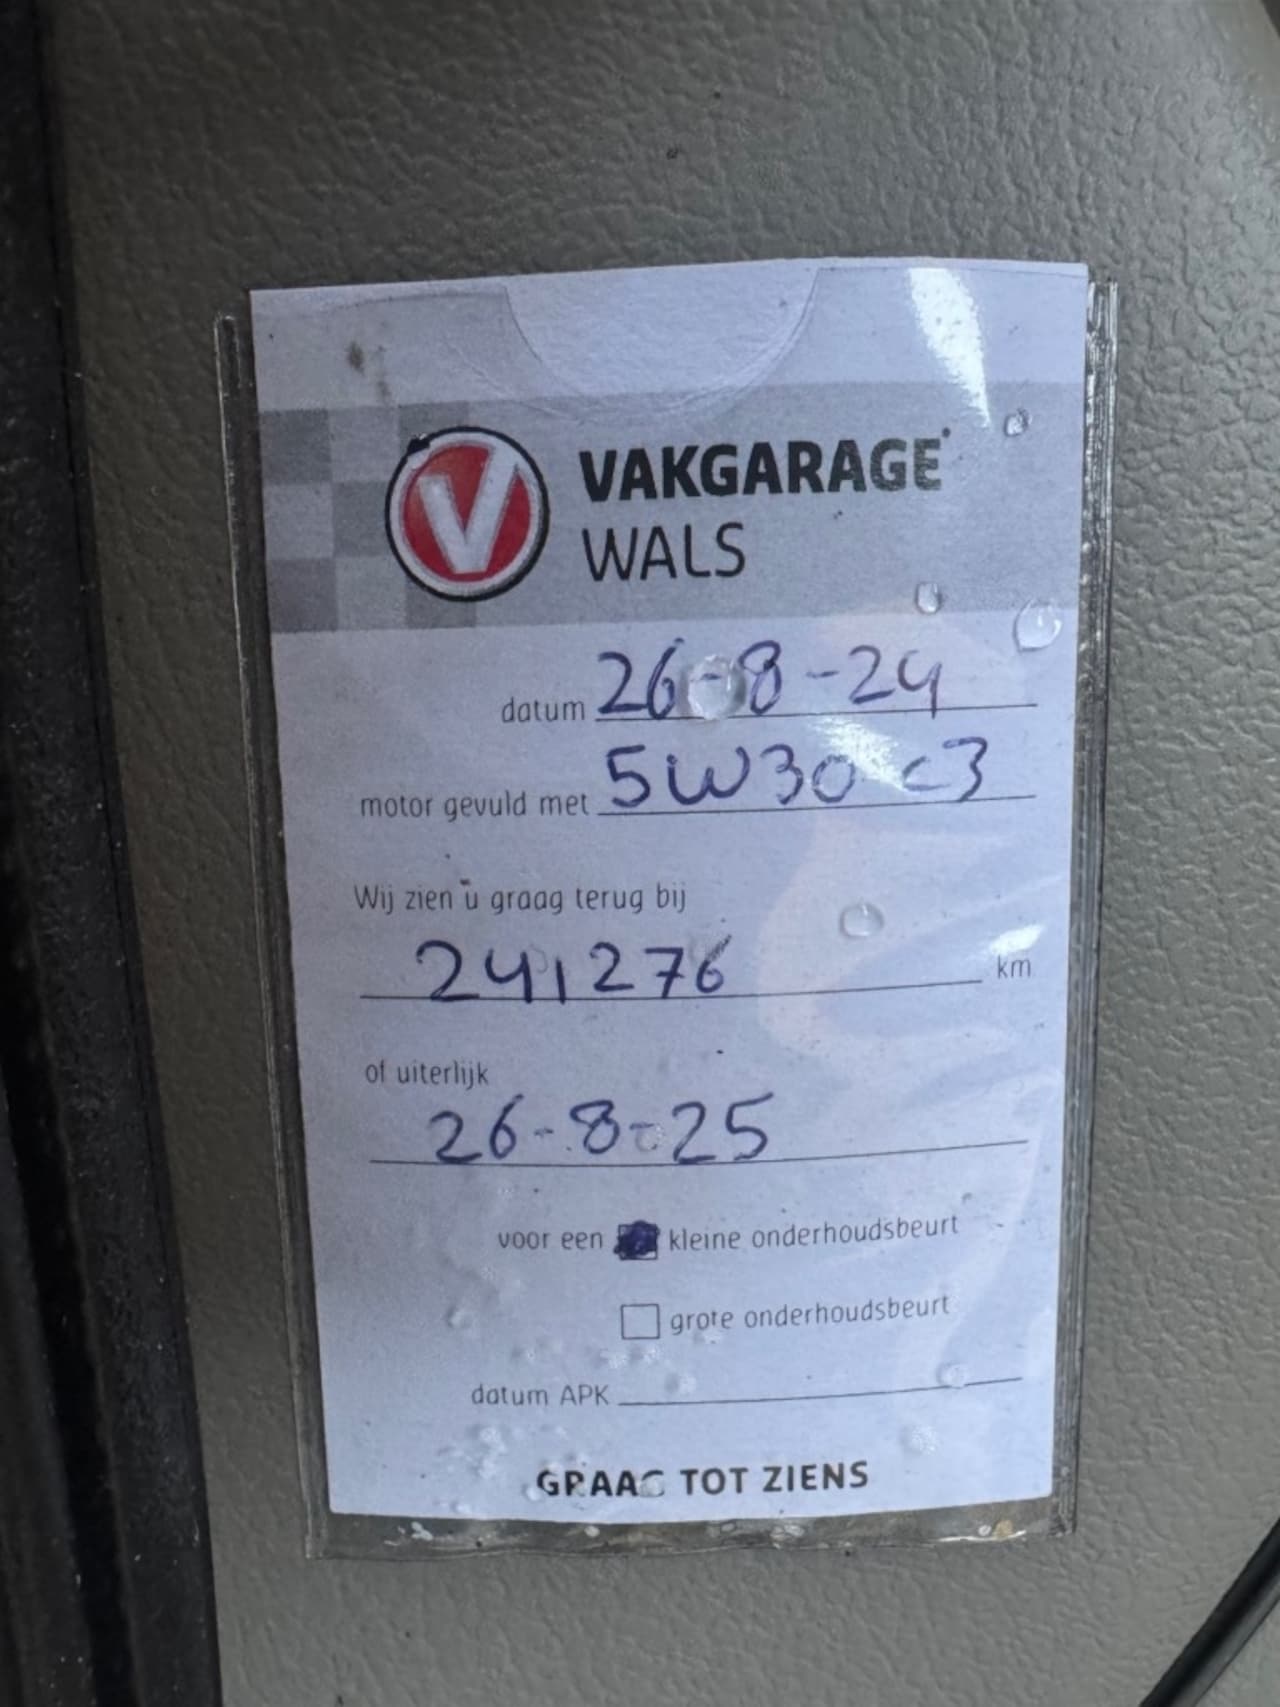 VAKGARAGE
WALS
datum 26-8-24
motor gevuld met 5W30 C3
Wij zien u graag terug bij
241276 km
of uiterlijk
26-8-25
voor een kleine onderhoudsbeurt
grote onderhoudsbeurt
datum APK
GRAAG TOT ZIENS